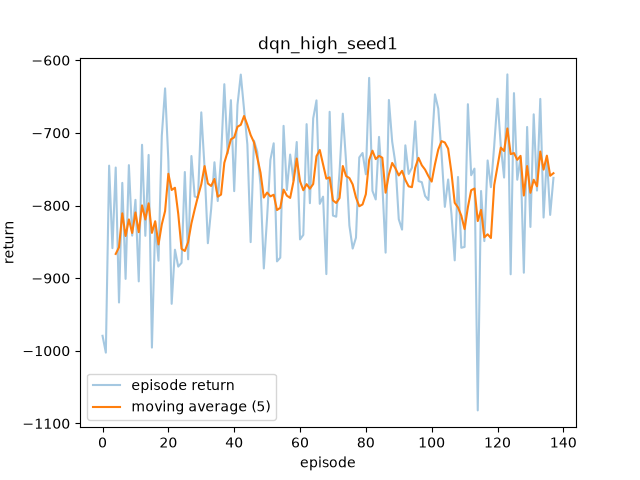 dqn_high_seed1
−600
−700
−800
−900
−1000
−1100
return
0
20
40
60
80
100
120
140
episode
episode return
moving average (5)